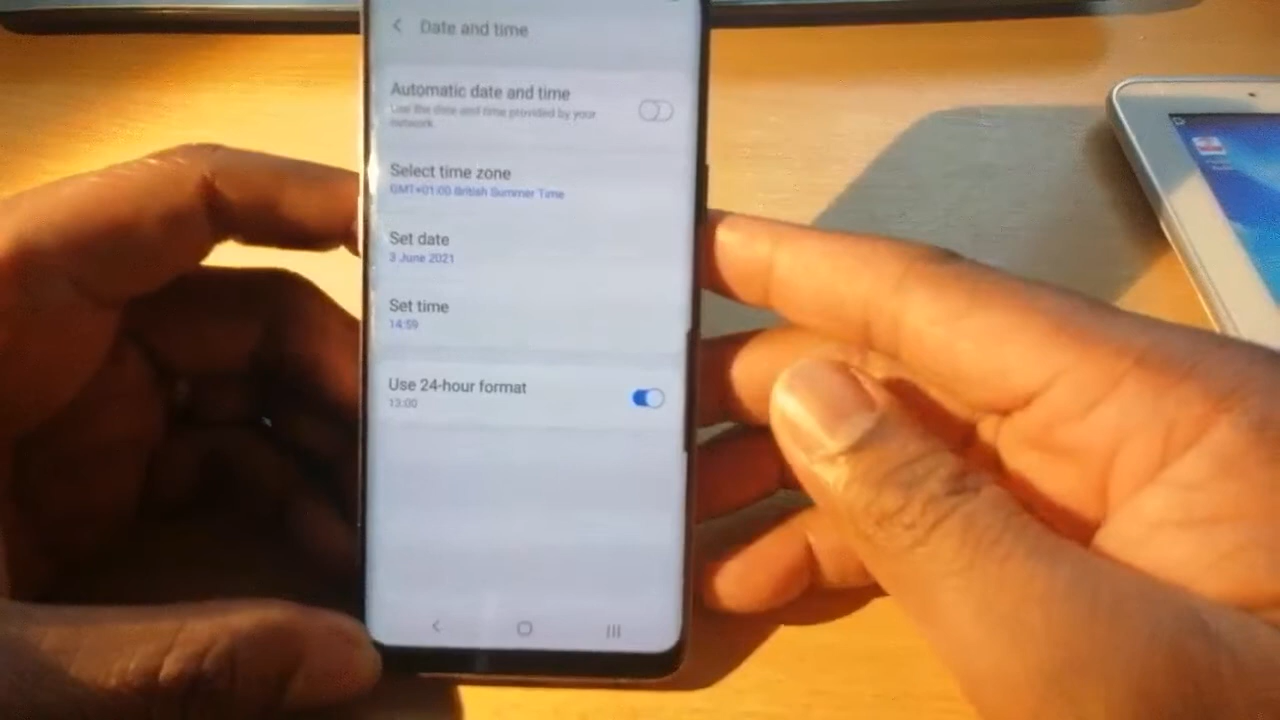 Date and time
Automatic date and time
Use the date and time provided by your
network.
Select time zone
GMT+01:00 British Summer Time
Set date
3 June 2021
Set time
14:59
Use 24-hour format
13:00